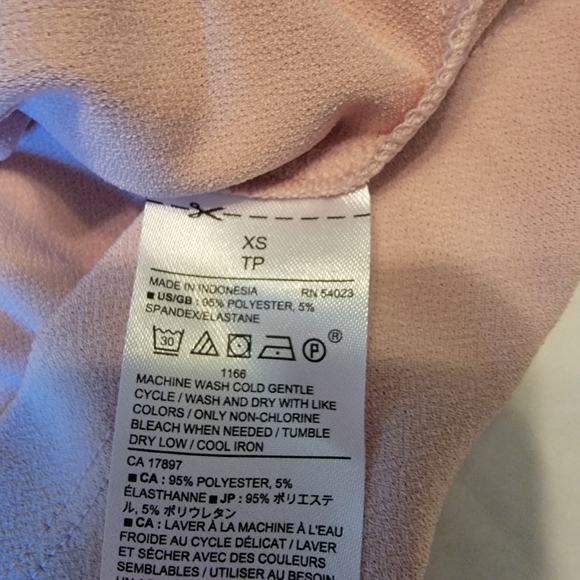 XS
TP
MADE IN INDONESIA RN 54023
■ US/GB : 95% POLYESTER, 5%
SPANDEX/ELASTANE
30 P ®
1166
MACHINE WASH COLD GENTLE
CYCLE / WASH AND DRY WITH LIKE
COLORS / ONLY NON-CHLORINE
BLEACH WHEN NEEDED / TUMBLE
DRY LOW / COOL IRON
CA 17897
■ CA : 95% POLYESTER, 5%
ÉLASTHANNE ■ JP : 95% ポリエステ
ル, 5% ポリウレタン
■ CA : LAVER À LA MACHINE À L'EAU
FROIDE AU CYCLE DÉLICAT / LAVER
ET SÉCHER AVEC DES COULEURS
SEMBLABLES / UTILISER AU BESOIN